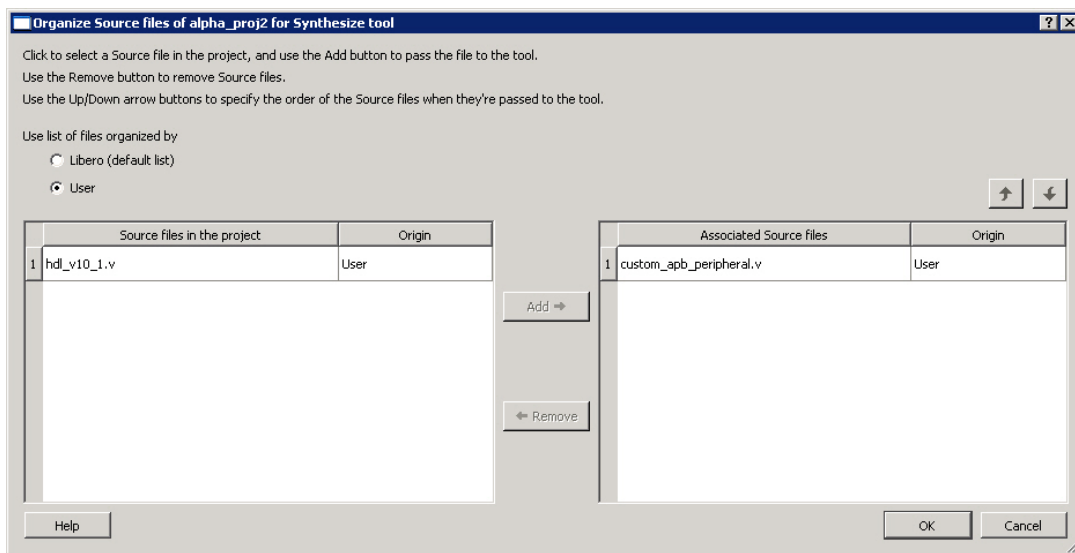 Organize Source files of alpha_proj2 for Synthesize tool
Click to select a Source file in the project, and use the Add button to pass the file to the tool.
Use the Remove button to remove Source files.
Use the Up/Down arrow buttons to specify the order of the Source files when they're passed to the tool.
Use list of files organized by
Libero (default list)
User
Source files in the project Origin
1 hdl_v10_1.v User
Add
Remove
Associated Source files Origin
1 custom_apb_peripheral.v User
Help
OK
Cancel